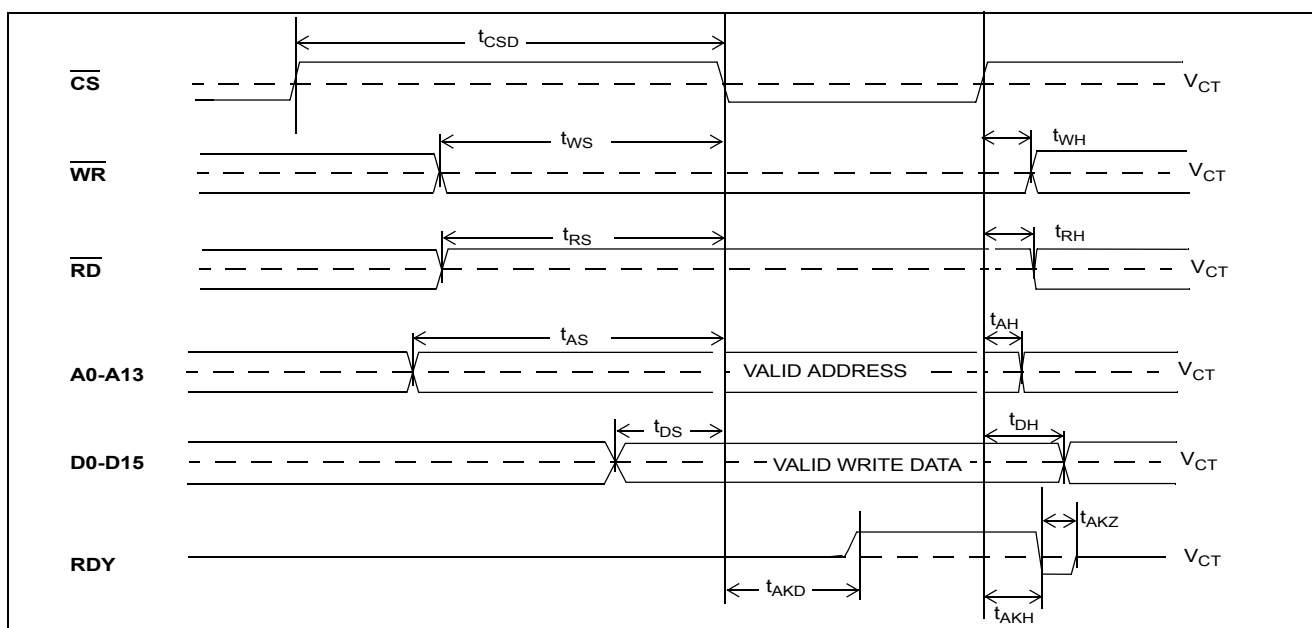 tCSD
CS VCT
tWS tWH
WR VCT
tRS tRH
RD VCT
tAS tAH
A0-A13 VALID ADDRESS VCT
tDS tDH
D0-D15 VALID WRITE DATA VCT
tAKZ
RDY VCT
tAKD
tAKH